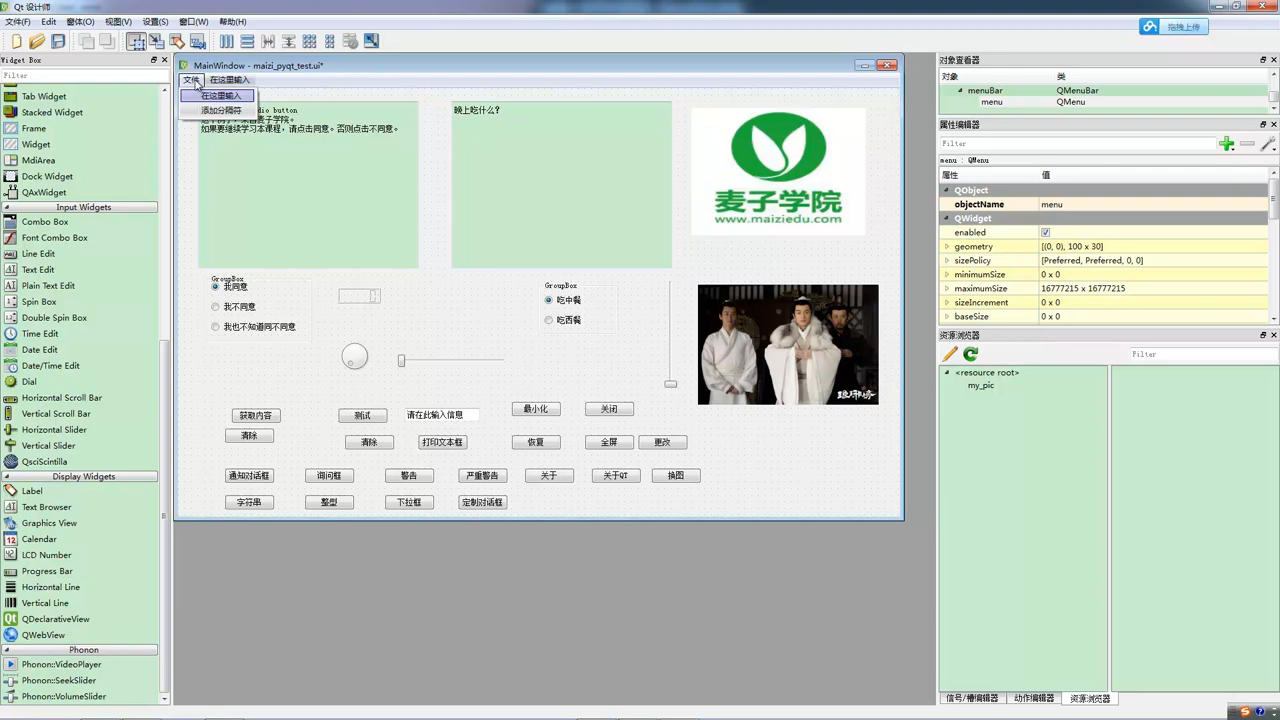 Qt 设计师
文件(F) Edit 窗体(O) 视图(V) 设置(S) 窗口(W) 帮助(H)
拖拽上传
Widget Box
Filter
Tab Widget
Stacked Widget
Frame
Widget
MdiArea
Dock Widget
QAxWidget
Input Widgets
Combo Box
Font Combo Box
Line Edit
Text Edit
Plain Text Edit
Spin Box
Double Spin Box
Time Edit
Date Edit
Date/Time Edit
Dial
Horizontal Scroll Bar
Vertical Scroll Bar
Horizontal Slider
Vertical Slider
QsciScintilla
Display Widgets
Label
Text Browser
Graphics View
Calendar
LCD Number
Progress Bar
Horizontal Line
Vertical Line
QDeclarativeView
QWebView
Phonon
Phonon::VideoPlayer
Phonon::SeekSlider
Phonon::VolumeSlider
MainWindow - maizi_pyqt_test.ui*
文件 在这里输入
在这里输入
添加分隔符
dio button
如果要继续学习本课程，请点击同意。否则点击不同意。
晚上吃什么？
麦子学院
www.maiziedu.com
GroupBox
我同意
我不同意
我也不知道同不同意
GroupBox
吃中餐
吃西餐
琅琊榜
获取内容 测试 请在此输入信息 最小化 关闭
清除 清除 打印文本框 恢复 全屏 更改
通知对话框 询问框 警告 严重警告 关于 关于QT 换图
字符串 整型 下拉框 定制对话框
对象查看器
对象 类
menuBar QMenuBar
menu QMenu
属性编辑器
Filter
menu : QMenu
属性 值
QObject
objectName menu
QWidget
enabled
geometry [(0, 0), 100 x 30]
sizePolicy [Preferred, Preferred, 0, 0]
minimumSize 0 x 0
maximumSize 16777215 x 16777215
sizeIncrement 0 x 0
baseSize 0 x 0
资源浏览器
Filter
<resource root>
my_pic
信号/槽编辑器 动作编辑器 资源浏览器